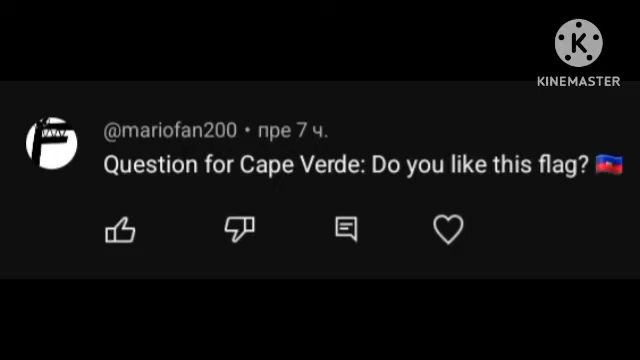 K
KINEMASTER
@mariofan200 • пре 7 ч.
Question for Cape Verde: Do you like this flag? 🇭🇹